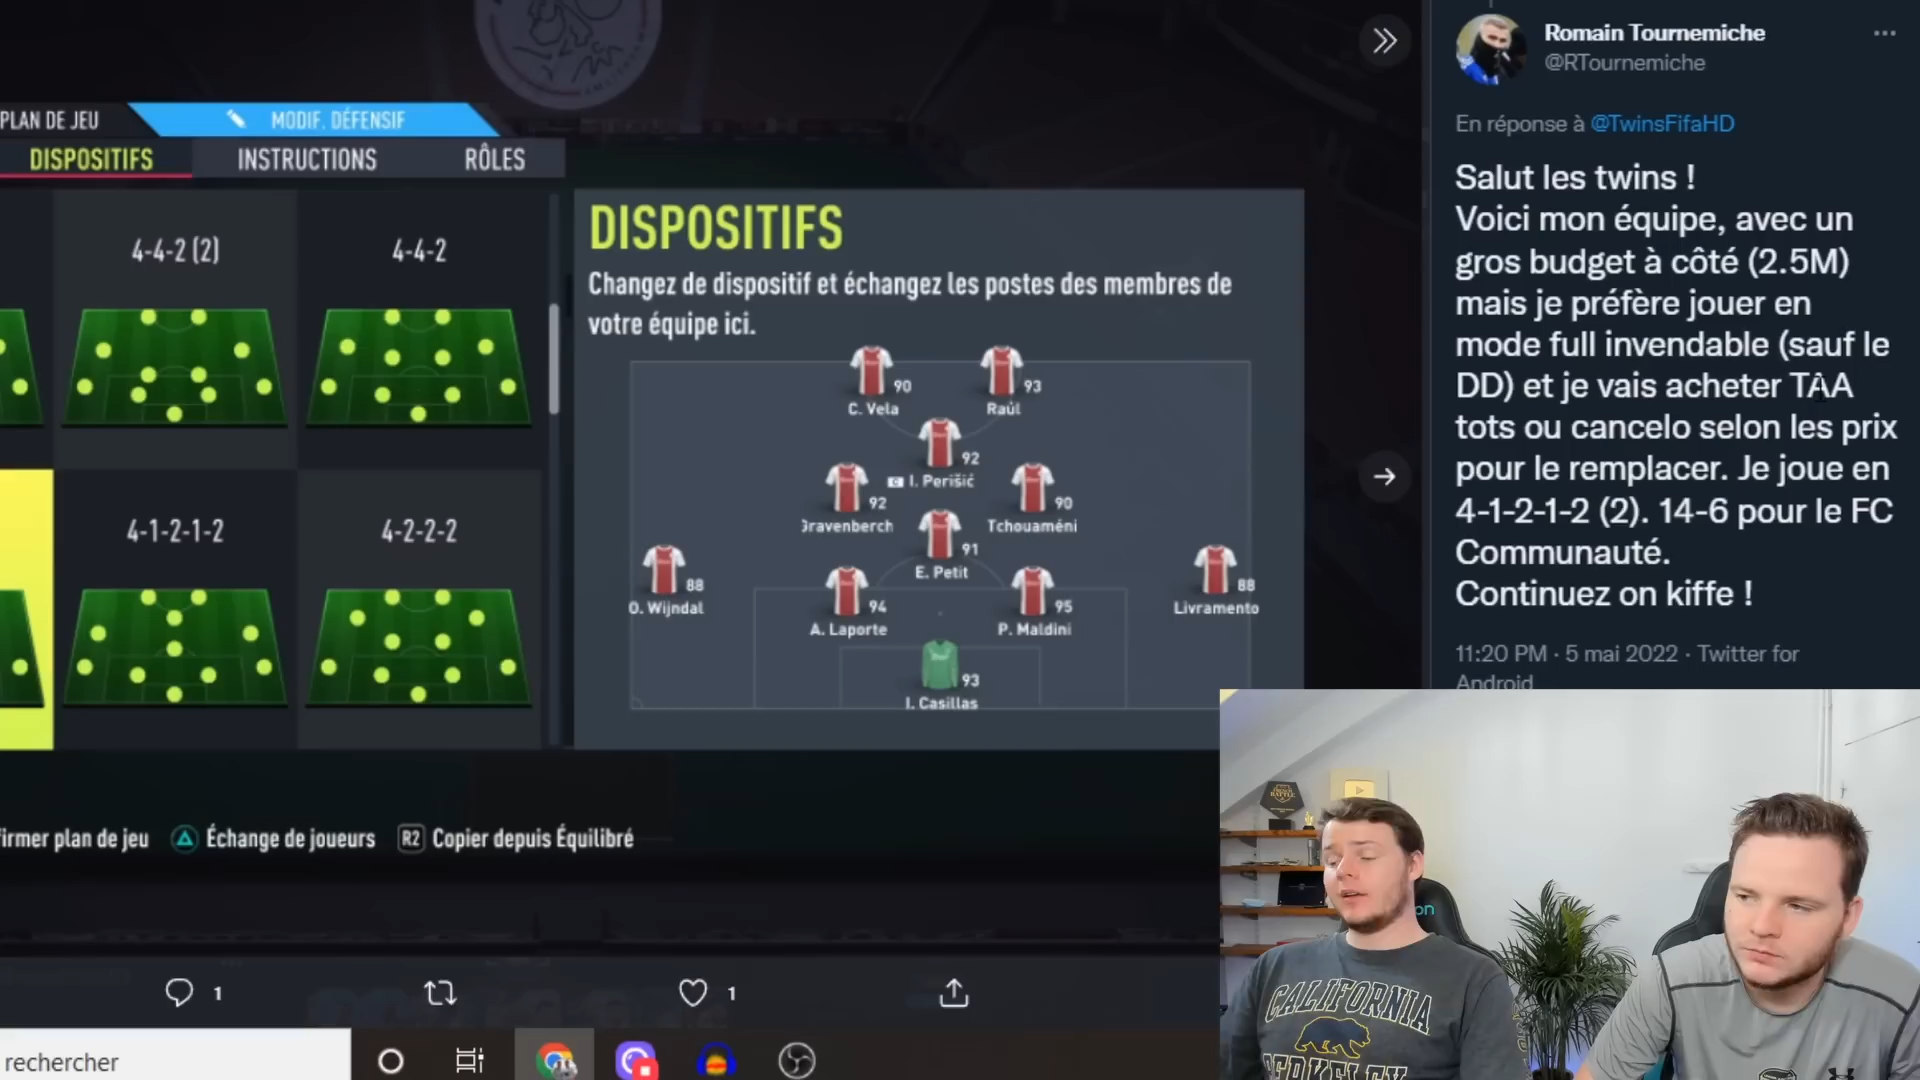 PLAN DE JEU
MODIF. DÉFENSIF
DISPOSITIFS
INSTRUCTIONS
RÔLES
4-4-2 (2)
4-4-2
4-1-2-1-2
4-2-2-2
DISPOSITIFS
Changez de dispositif et échangez les postes des membres de
votre équipe ici.
90
C. Vela
93
Raúl
92
I. Perišić
92
Gravenberch
90
Tchouaméni
91
E. Petit
88
O. Wijndal
94
A. Laporte
95
P. Maldini
88
Livramento
93
I. Casillas
firmer plan de jeu
Échange de joueurs
R2 Copier depuis Équilibré
1
1
rechercher
Romain Tournemiche
@RTournemiche
En réponse à @TwinsFifaHD
Salut les twins !
Voici mon équipe, avec un
gros budget à côté (2.5M)
mais je préfère jouer en
mode full invendable (sauf le
DD) et je vais acheter TAA
tots ou cancelo selon les prix
pour le remplacer. Je joue en
4-1-2-1-2 (2). 14-6 pour le FC
Communauté.
Continuez on kiffe !
11:20 PM · 5 mai 2022 · Twitter for
Android
CALIFORNIA
BERKELEY